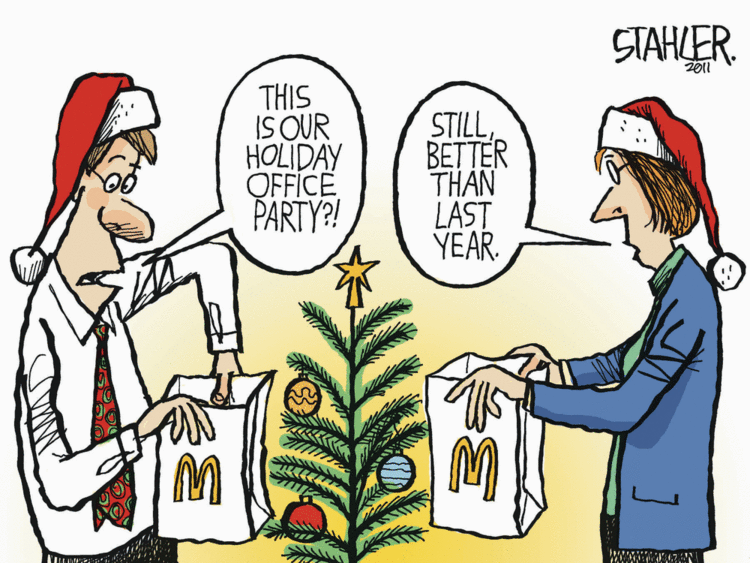 STAHLER.
2011
THIS
IS OUR
HOLIDAY
OFFICE
PARTY?!
STILL,
BETTER
THAN
LAST
YEAR.
M
M